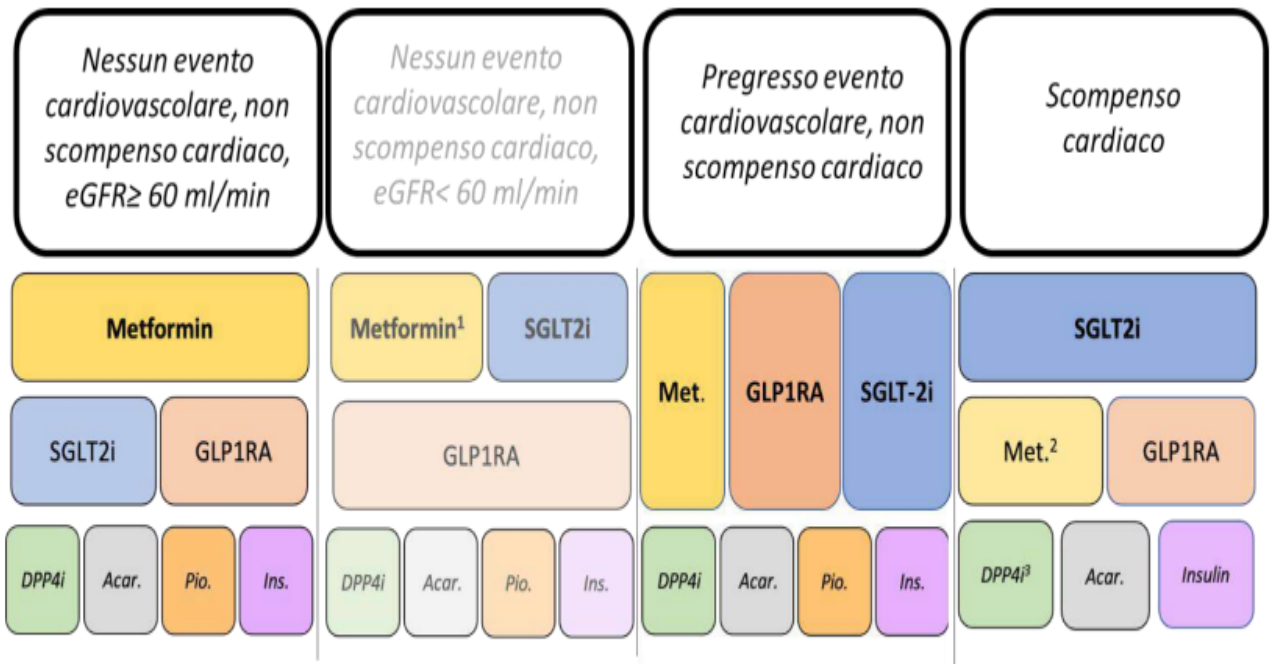 Nessun evento
cardiovascolare, non
scompenso cardiaco,
eGFR≥ 60 ml/min
Nessun evento
cardiovascolare, non
scompenso cardiaco,
eGFR< 60 ml/min
Pregresso evento
cardiovascolare, non
scompenso cardiaco
Scompenso
cardiaco
Metformin
SGLT2i
GLP1RA
DPP4i
Acar.
Pio.
Ins.
Metformin¹
SGLT2i
GLP1RA
DPP4i
Acar.
Pio.
Ins.
Met.
GLP1RA
SGLT-2i
DPP4i
Acar.
Pio.
Ins.
SGLT2i
Met.²
GLP1RA
DPP4i³
Acar.
Insulin